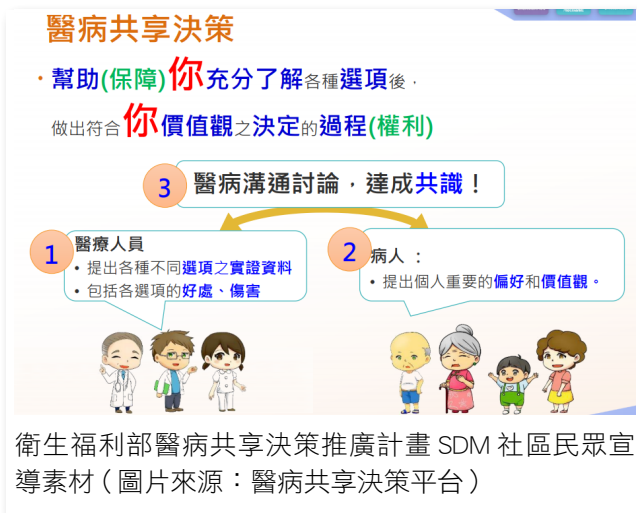 醫病共享決策
• 幫助(保障)你充分了解各種選項後，
做出符合你價值觀之決定的過程(權利)
3 醫病溝通討論，達成共識！
1 醫療人員
• 提出各種不同選項之實證資料
• 包括各選項的好處、傷害
2 病人：
• 提出個人重要的偏好和價值觀。
衛生福利部醫病共享決策推廣計畫 SDM 社區民眾宣
導素材（圖片來源：醫病共享決策平台）